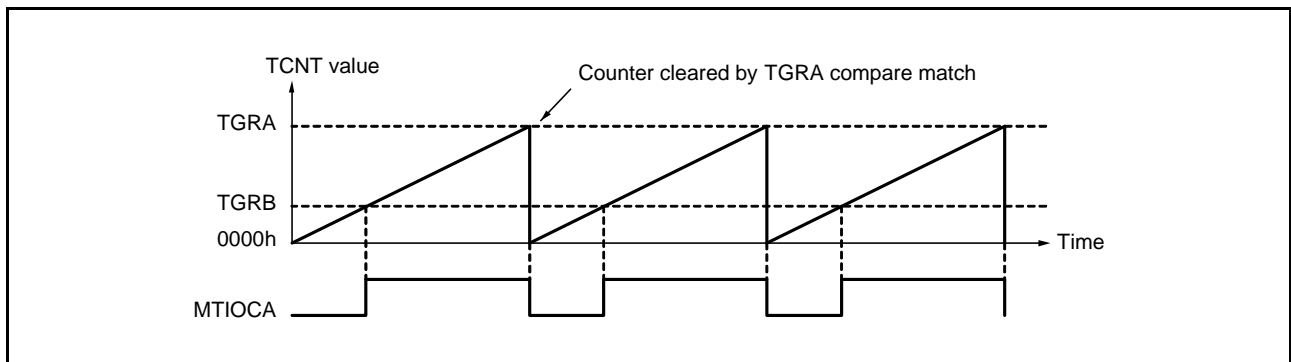 TCNT value
Counter cleared by TGRA compare match
TGRA
TGRB
0000h
Time
MTIOCA